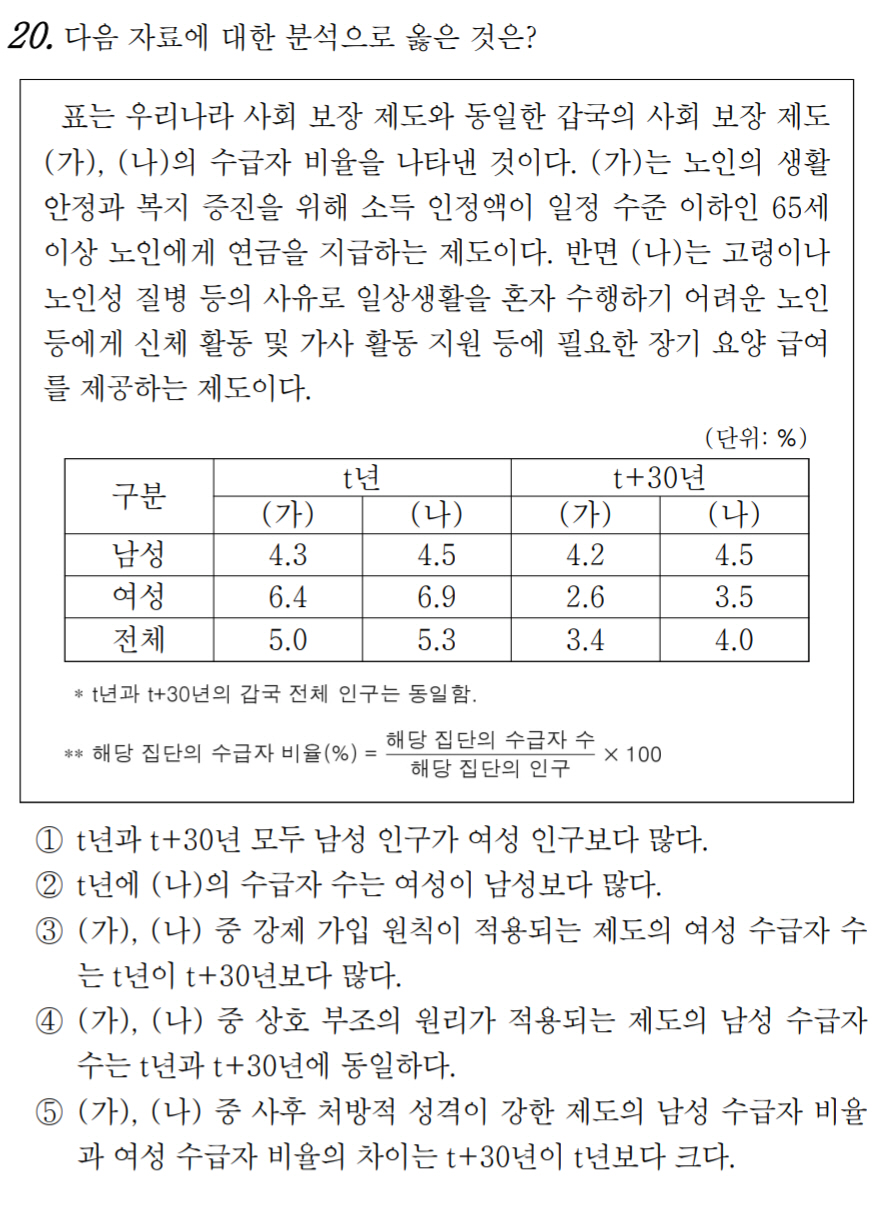 20. 다음 자료에 대한 분석으로 옳은 것은?
표는 우리나라 사회 보장 제도와 동일한 갑국의 사회 보장 제도
(가), (나)의 수급자 비율을 나타낸 것이다. (가)는 노인의 생활
안정과 복지 증진을 위해 소득 인정액이 일정 수준 이하인 65세
이상 노인에게 연금을 지급하는 제도이다. 반면 (나)는 고령이나
노인성 질병 등의 사유로 일상생활을 혼자 수행하기 어려운 노인
등에게 신체 활동 및 가사 활동 지원 등에 필요한 장기 요양 급여
를 제공하는 제도이다.
(단위: %)
구분 t년 t+30년
(가) (나) (가) (나)
남성 4.3 4.5 4.2 4.5
여성 6.4 6.9 2.6 3.5
전체 5.0 5.3 3.4 4.0
* t년과 t+30년의 갑국 전체 인구는 동일함.
** 해당 집단의 수급자 비율(%) = 해당 집단의 수급자 수 / 해당 집단의 인구 × 100
① t년과 t+30년 모두 남성 인구가 여성 인구보다 많다.
② t년에 (나)의 수급자 수는 여성이 남성보다 많다.
③ (가), (나) 중 강제 가입 원칙이 적용되는 제도의 여성 수급자 수
는 t년이 t+30년보다 많다.
④ (가), (나) 중 상호 부조의 원리가 적용되는 제도의 남성 수급자
수는 t년과 t+30년에 동일하다.
⑤ (가), (나) 중 사후 처방적 성격이 강한 제도의 남성 수급자 비율
과 여성 수급자 비율의 차이는 t+30년이 t년보다 크다.